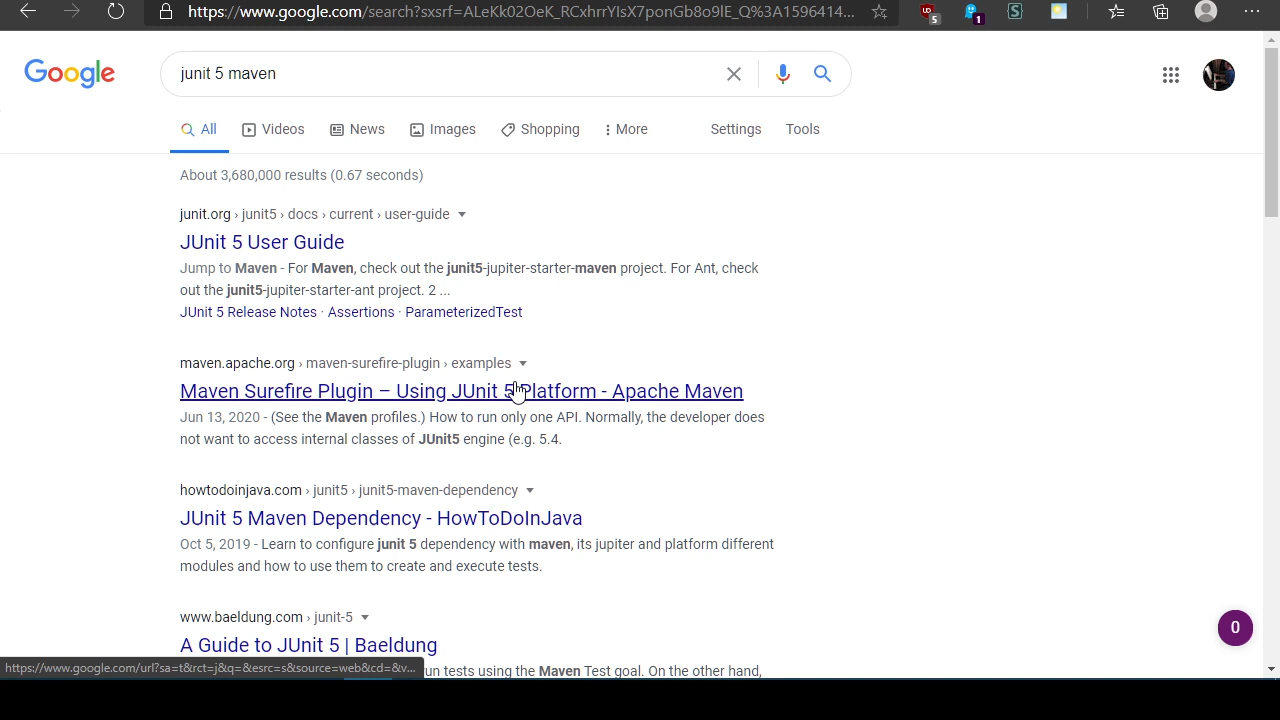 https://www.google.com/search?sxsrf=ALeKk02OeK_RCxhrrYlsX7ponGb8o9lE_Q%3A1596414...
5
1
Google
junit 5 maven
All
Videos
News
Images
Shopping
More
Settings
Tools
About 3,680,000 results (0.67 seconds)
junit.org › junit5 › docs › current › user-guide
JUnit 5 User Guide
Jump to Maven - For Maven, check out the junit5-jupiter-starter-maven project. For Ant, check
out the junit5-jupiter-starter-ant project. 2 ...
JUnit 5 Release Notes · Assertions · ParameterizedTest
maven.apache.org › maven-surefire-plugin › examples
Maven Surefire Plugin – Using JUnit 5 Platform - Apache Maven
Jun 13, 2020 - (See the Maven profiles.) How to run only one API. Normally, the developer does
not want to access internal classes of JUnit5 engine (e.g. 5.4.
howtodoinjava.com › junit5 › junit5-maven-dependency
JUnit 5 Maven Dependency - HowToDoInJava
Oct 5, 2019 - Learn to configure junit 5 dependency with maven, its jupiter and platform different
modules and how to use them to create and execute tests.
www.baeldung.com › junit-5
0
A Guide to JUnit 5 | Baeldung
https://www.google.com/url?sa=t&rct=j&q=&esrc=s&source=web&cd=&v...
run tests using the Maven Test goal. On the other hand,